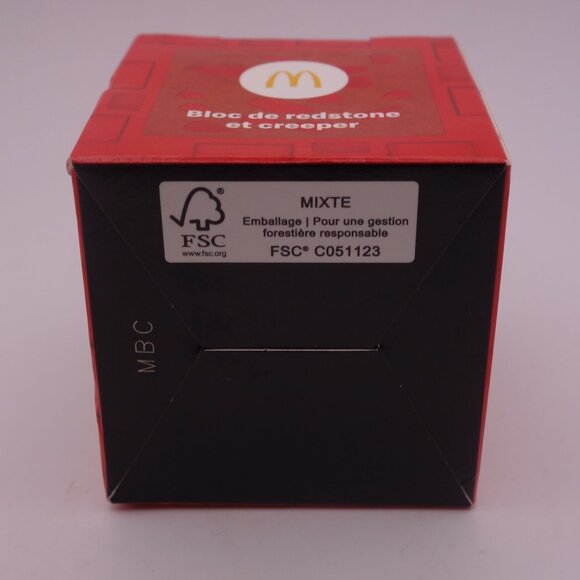 Bloc de redstone
et creeper
MIXTE
Emballage | Pour une gestion
forestière responsable
FSC® C051123
FSC
www.fsc.org
MBC